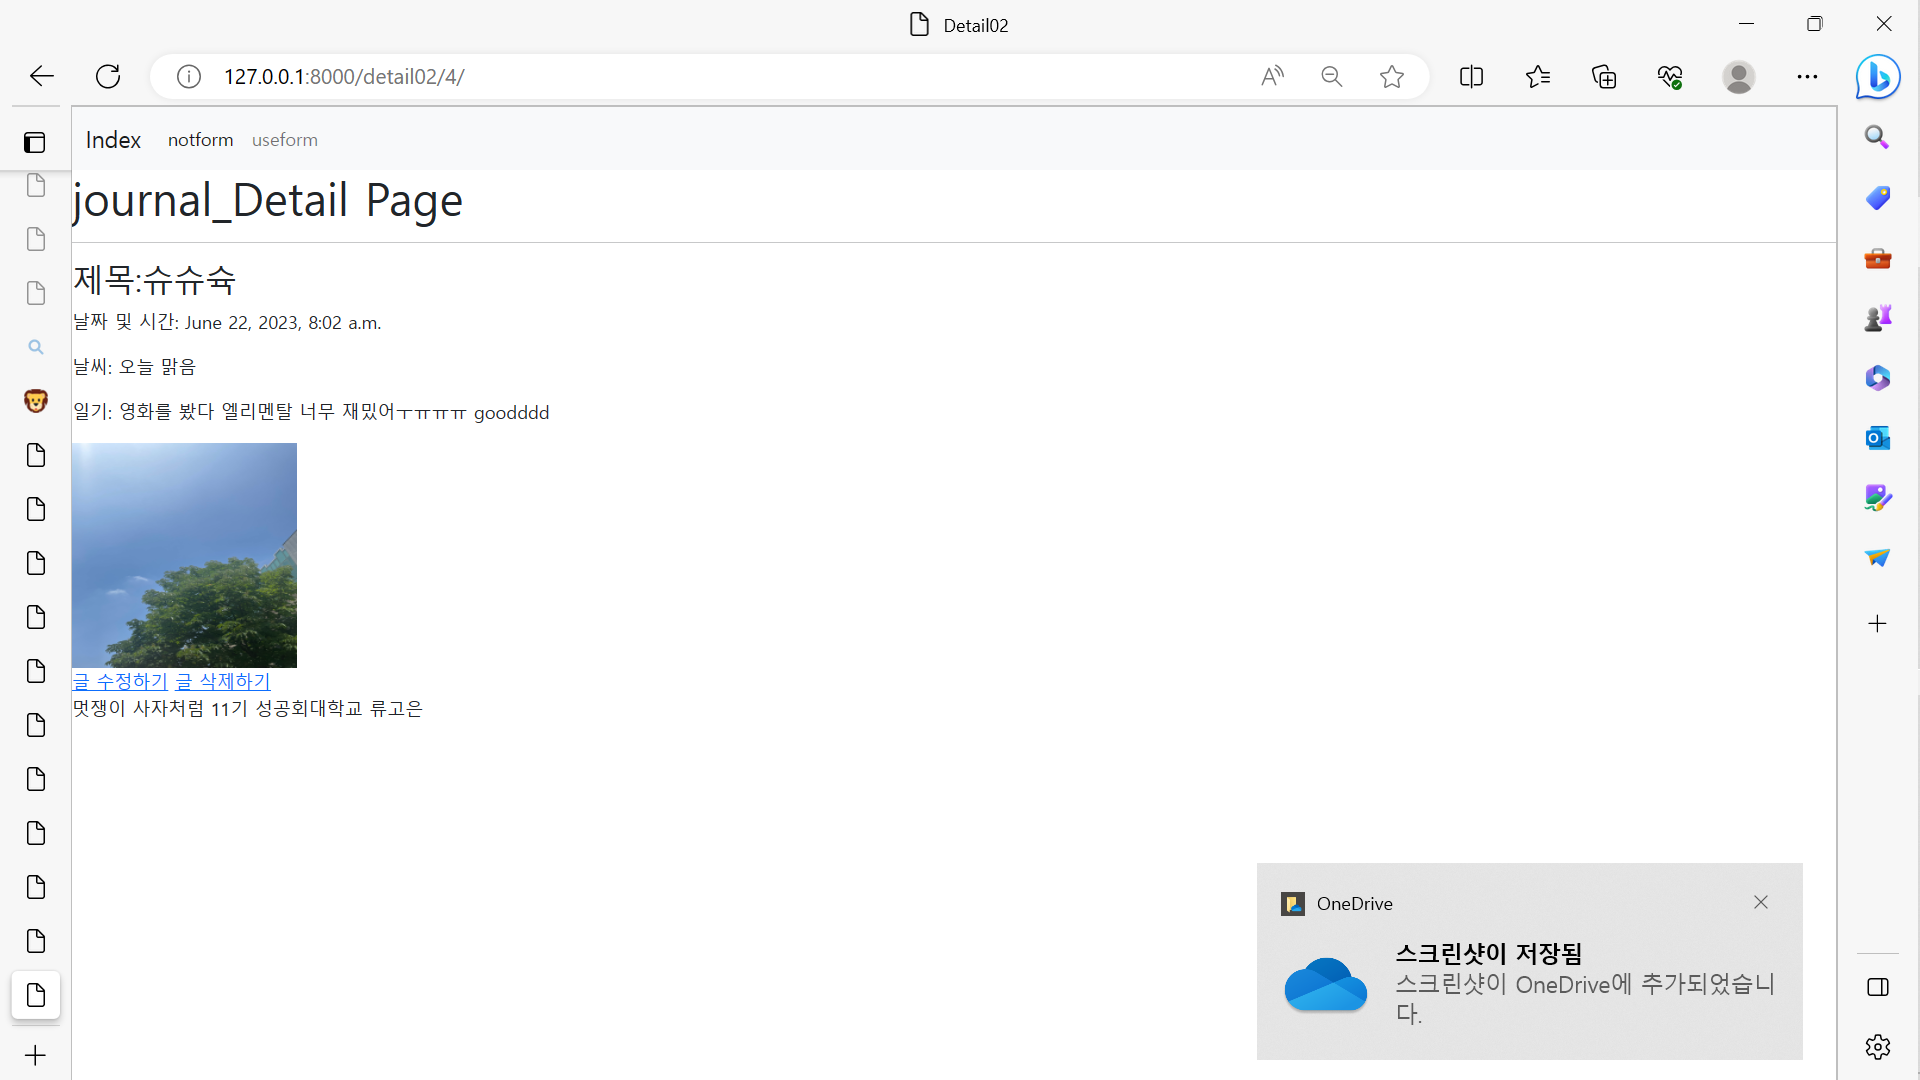 Detail02
127.0.0.1:8000/detail02/4/
Index notform useform
journal_Detail Page
제목:슈슈슉
날짜 및 시간: June 22, 2023, 8:02 a.m.
날씨: 오늘 맑음
일기: 영화를 봤다 엘리멘탈 너무 재밌어ㅜㅠㅠㅠ goodddd
글 수정하기 글 삭제하기
멋쟁이 사자처럼 11기 성공회대학교 류고은
OneDrive
스크린샷이 저장됨
스크린샷이 OneDrive에 추가되었습니
다.